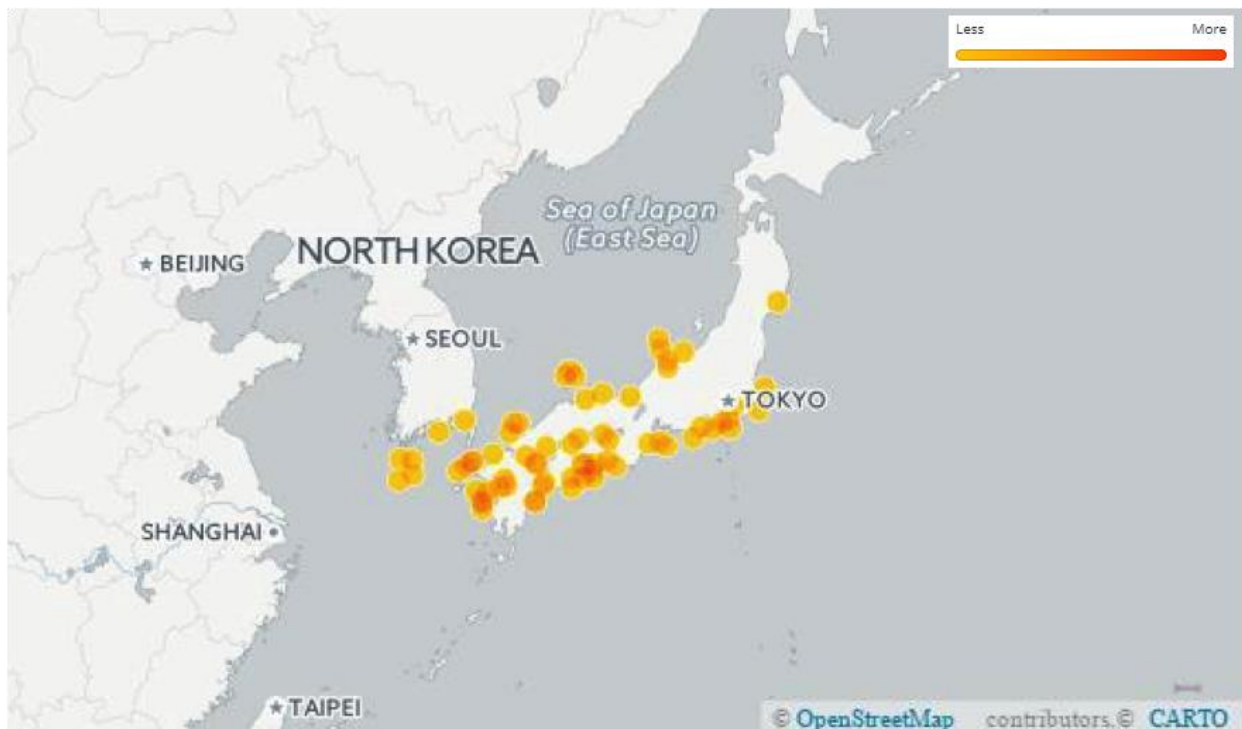 Less More
Sea of Japan
(East Sea)
NORTH KOREA
BEIJING
SEOUL
TOKYO
SHANGHAI
TAIPEI
© OpenStreetMap contributors.© CARTO